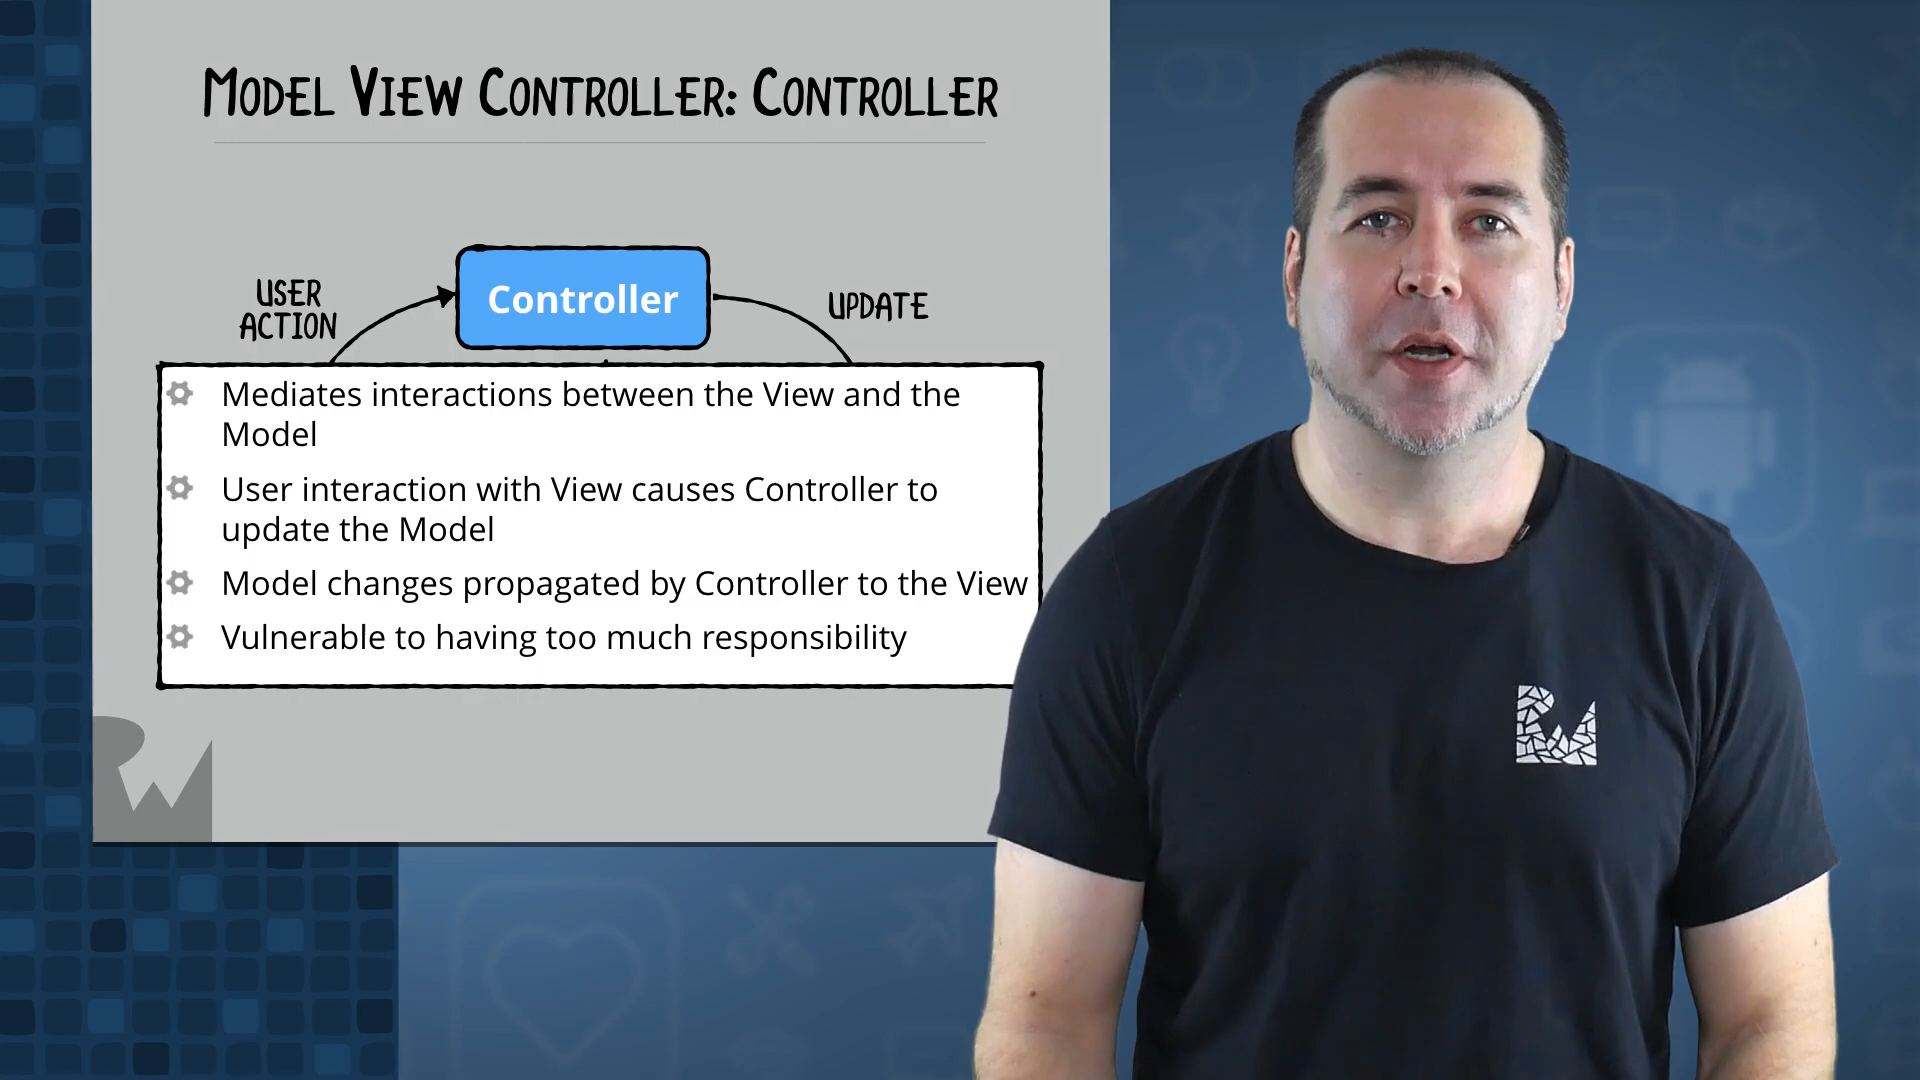 MODEL VIEW CONTROLLER: CONTROLLER
USER
ACTION
Controller
UPDATE
Mediates interactions between the View and the
Model
User interaction with View causes Controller to
update the Model
Model changes propagated by Controller to the View
Vulnerable to having too much responsibility
RW
RW